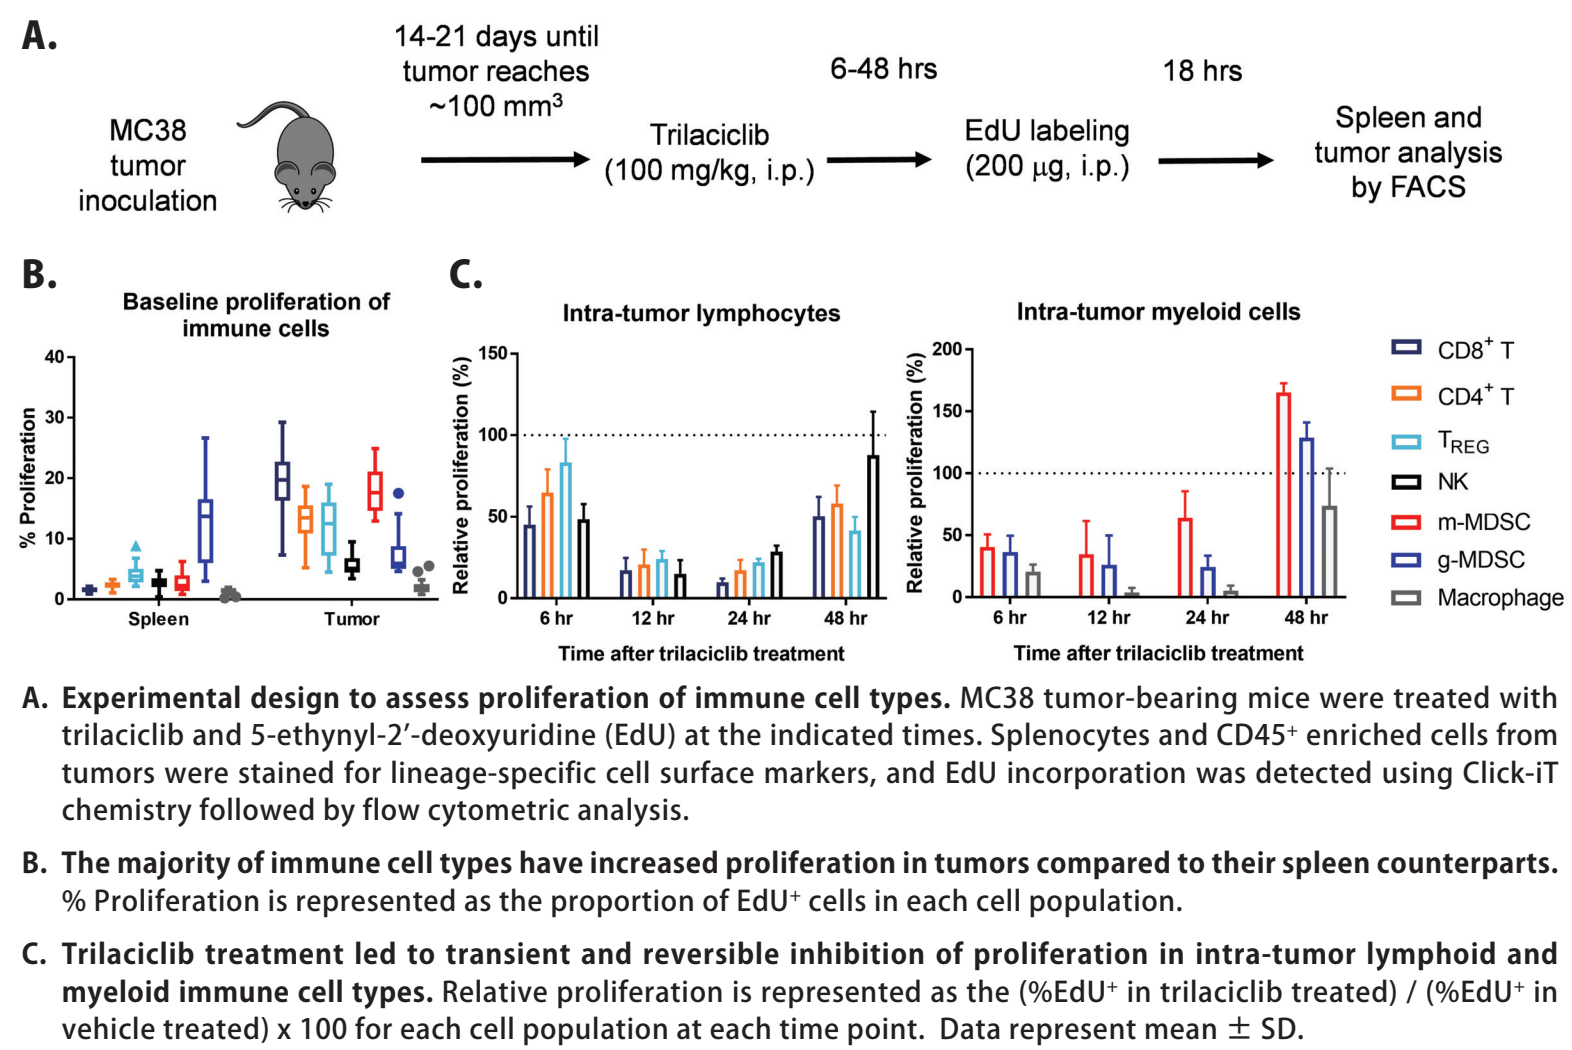 A.
MC38
tumor
inoculation
14-21 days until
tumor reaches
~100 mm³
Trilaciclib
(100 mg/kg, i.p.)
6-48 hrs
EdU labeling
(200 μg, i.p.)
18 hrs
Spleen and
tumor analysis
by FACS
B.
Baseline proliferation of
immune cells
% Proliferation
40
30
20
10
0
Spleen
Tumor
C.
Intra-tumor lymphocytes
Relative proliferation (%)
150
100
50
0
6 hr
12 hr
24 hr
48 hr
Time after trilaciclib treatment
Intra-tumor myeloid cells
Relative proliferation (%)
200
150
100
50
0
6 hr
12 hr
24 hr
48 hr
Time after trilaciclib treatment
CD8⁺ T
CD4⁺ T
TREG
NK
m-MDSC
g-MDSC
Macrophage
A. Experimental design to assess proliferation of immune cell types. MC38 tumor-bearing mice were treated with
trilaciclib and 5-ethynyl-2′-deoxyuridine (EdU) at the indicated times. Splenocytes and CD45⁺ enriched cells from
tumors were stained for lineage-specific cell surface markers, and EdU incorporation was detected using Click-iT
chemistry followed by flow cytometric analysis.
B. The majority of immune cell types have increased proliferation in tumors compared to their spleen counterparts.
% Proliferation is represented as the proportion of EdU⁺ cells in each cell population.
C. Trilaciclib treatment led to transient and reversible inhibition of proliferation in intra-tumor lymphoid and
myeloid immune cell types. Relative proliferation is represented as the (%EdU⁺ in trilaciclib treated) / (%EdU⁺ in
vehicle treated) x 100 for each cell population at each time point. Data represent mean ± SD.